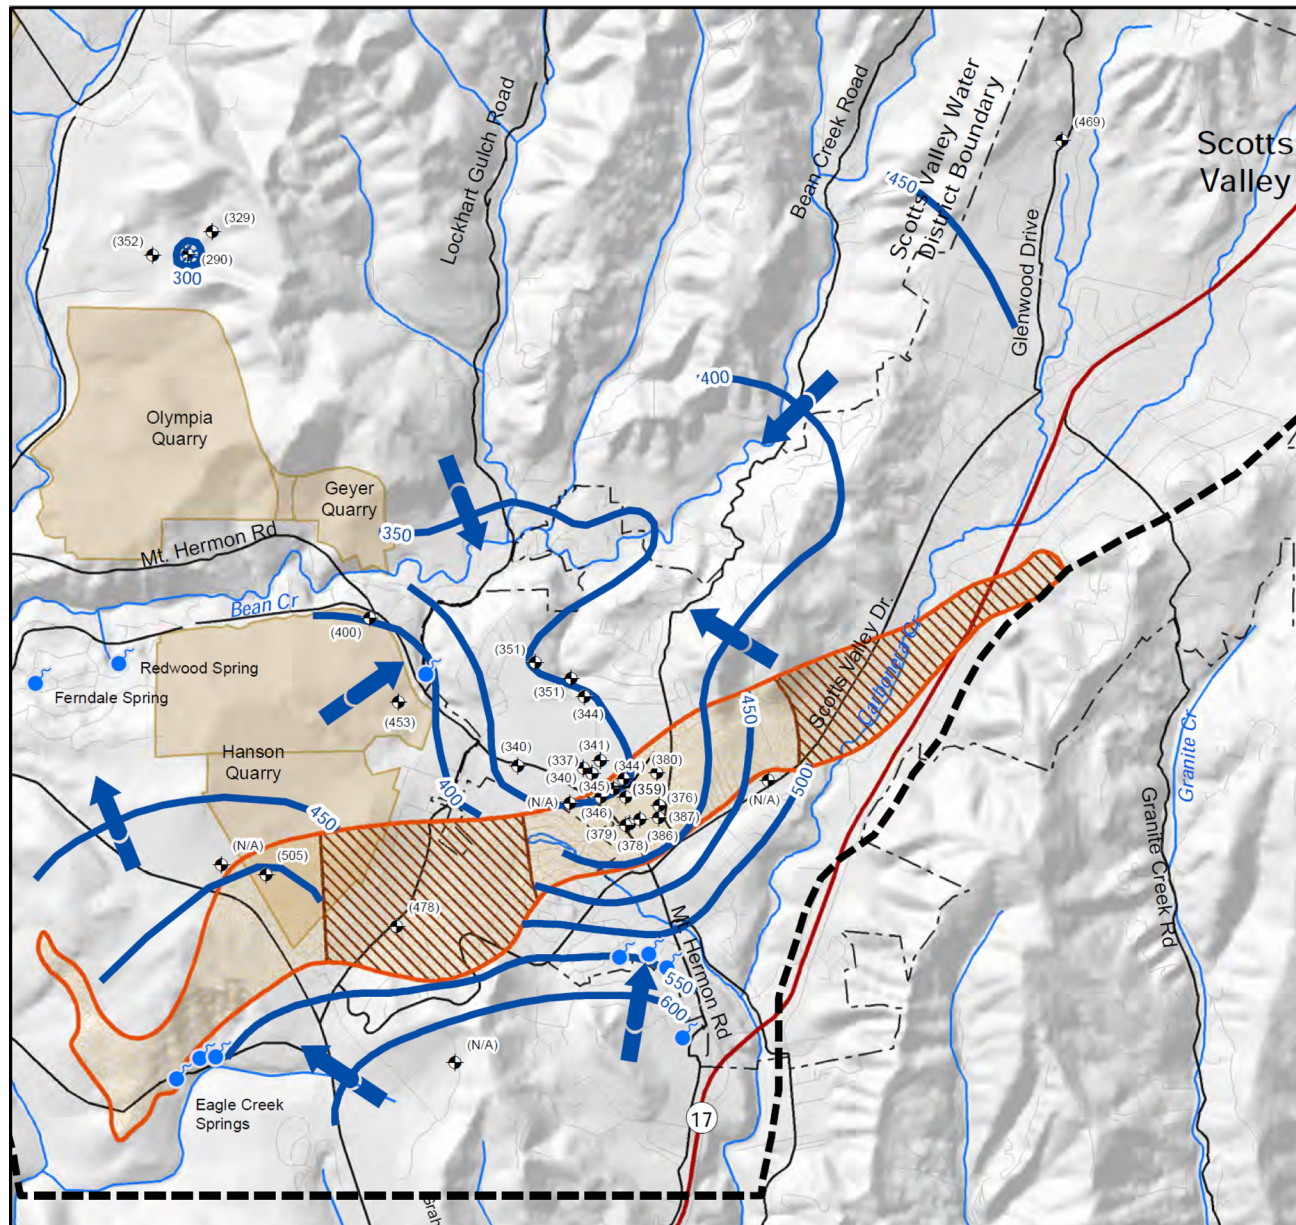 (469)
Scotts
Valley
Lockhart Gulch Road
Bean Creek Road
Scotts Valley Water
District Boundary
450
Glenwood Drive
(329)
(352)
(290)
300
400
Olympia
Quarry
Geyer
Quarry
350
Mt. Hermon Rd
Bean Cr
(400)
Scotts Valley Dr.
Carbonera Cr
(351)
Redwood Spring
Ferndale Spring
(351)
(344)
(453)
450
Granite Cr
Hanson
Quarry
(340)
(341)
(337)
(344)
(380)
(340)
(345)
(359)
(N/A)
500
400
(N/A)
(346)
(376)
(387)
450
(379)
(386)
(378)
(N/A)
(505)
Granite Creek Rd
(478)
Mt. Hermon Rd
550
600
(N/A)
Eagle Creek
Springs
17
Grah